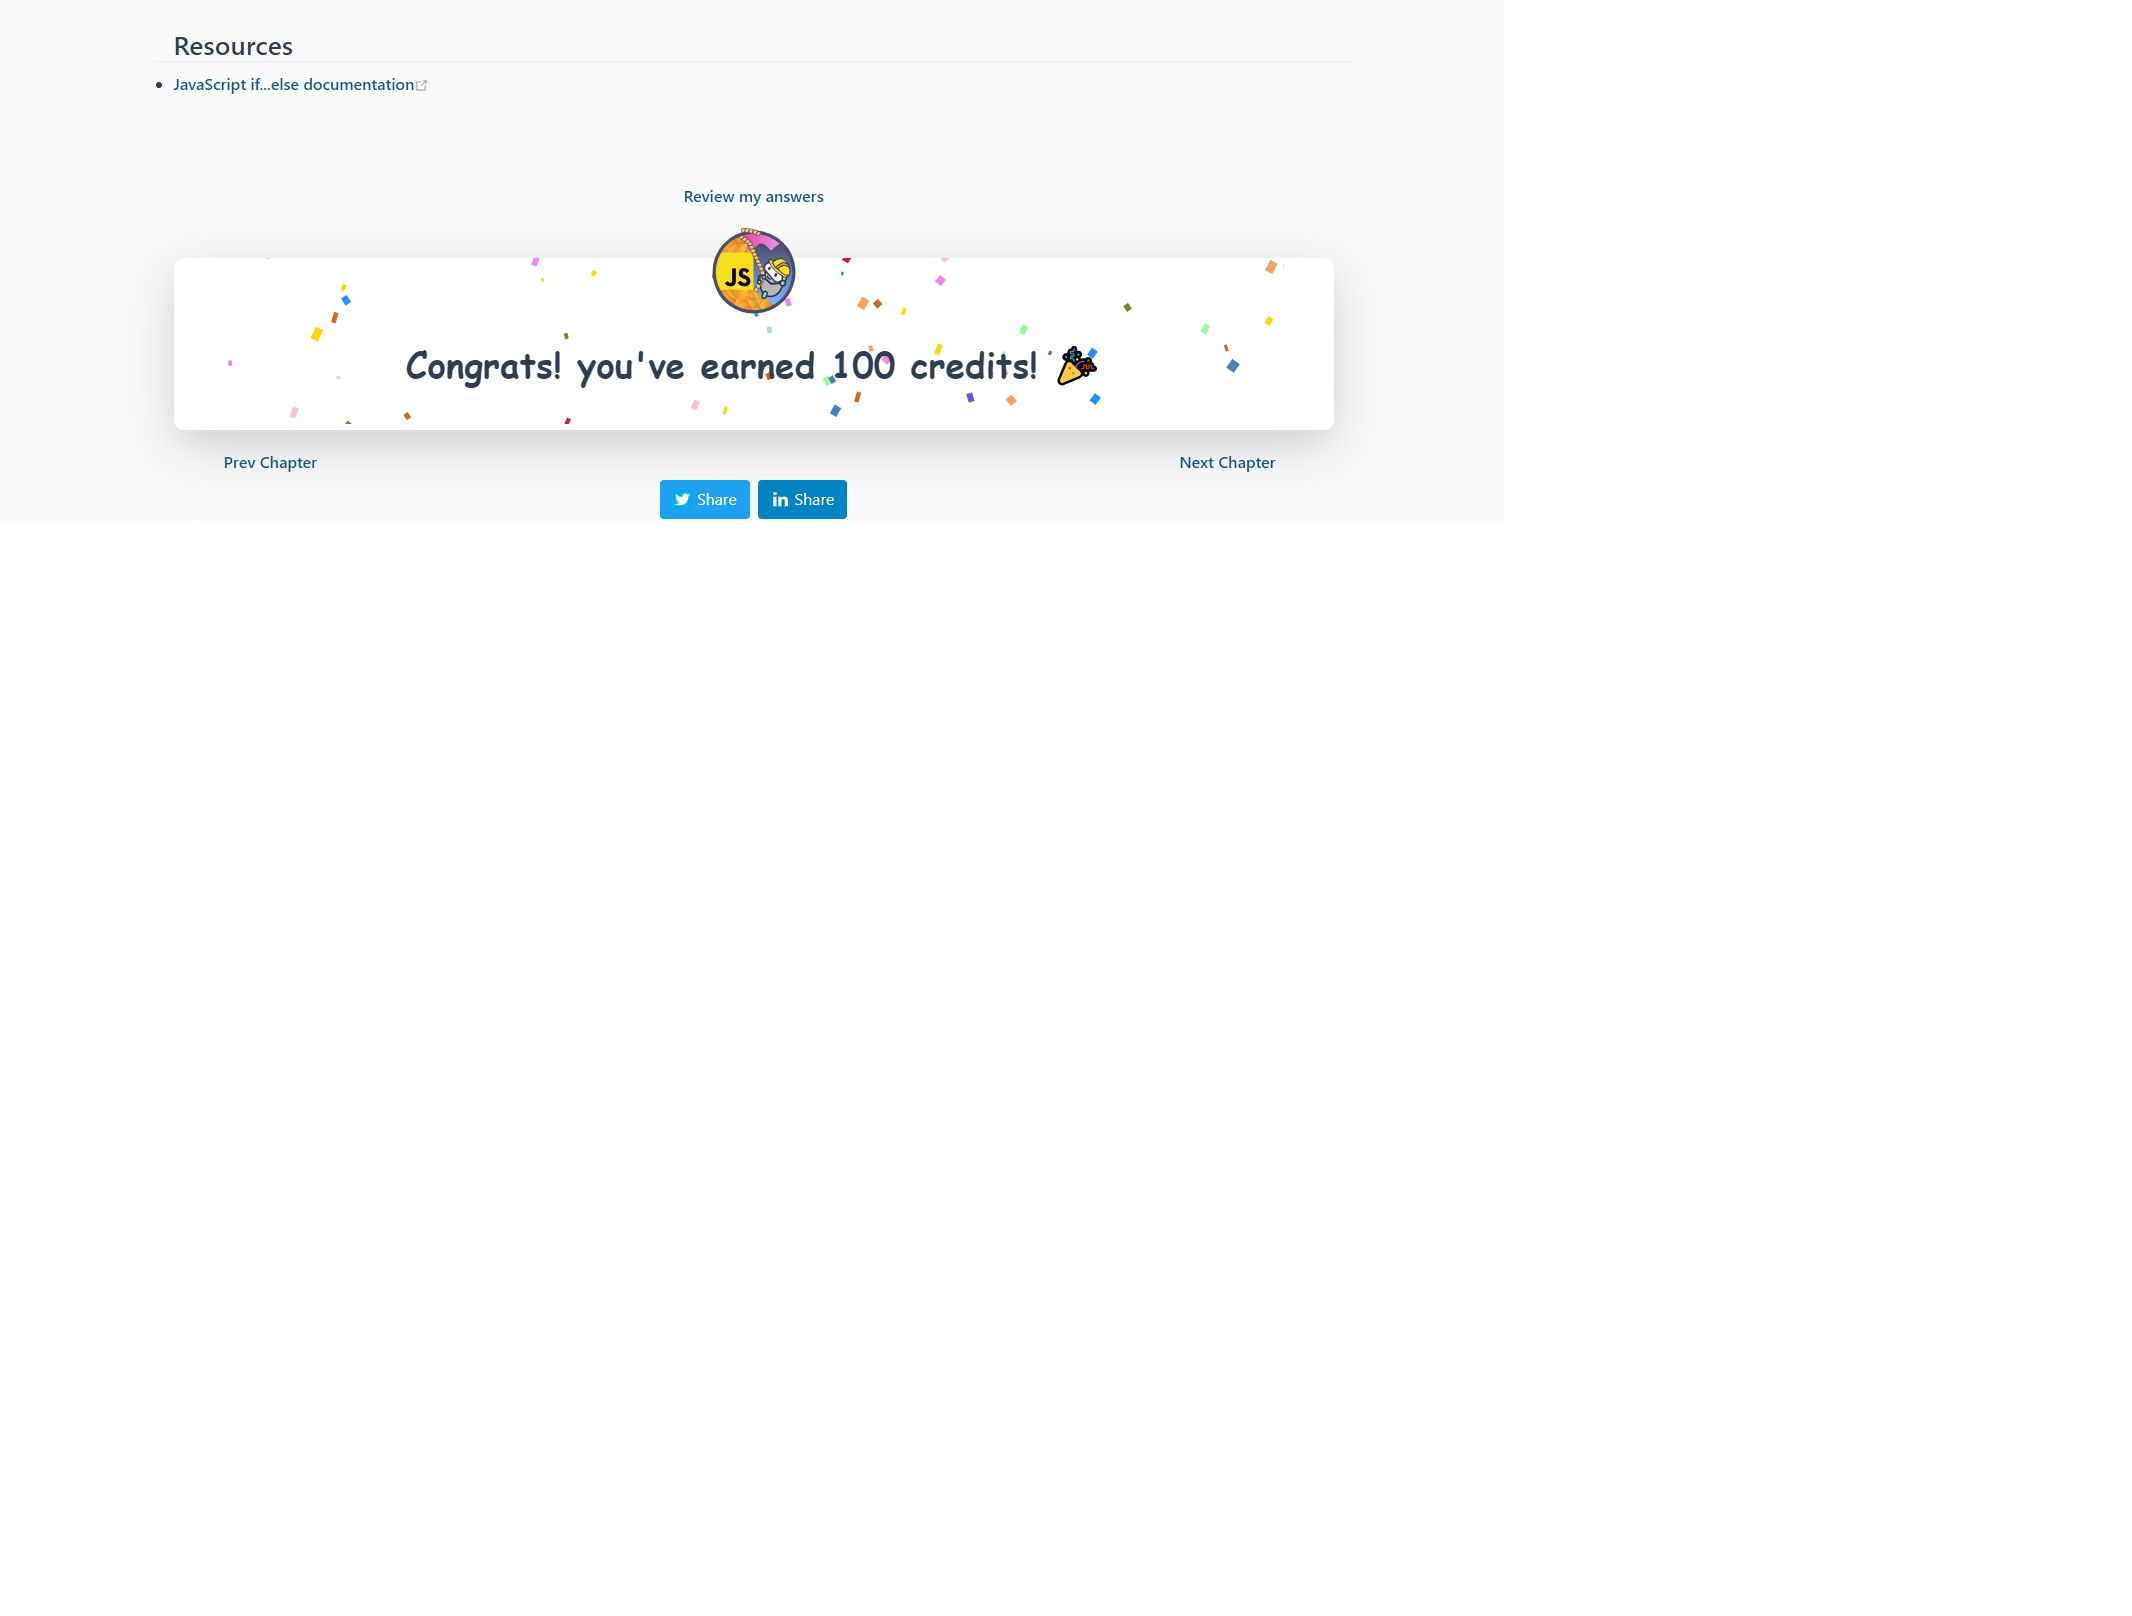 Resources
JavaScript if...else documentation
Review my answers
JS
Congrats! you've earned 100 credits! 🎉
Prev Chapter
Next Chapter
Share
Share